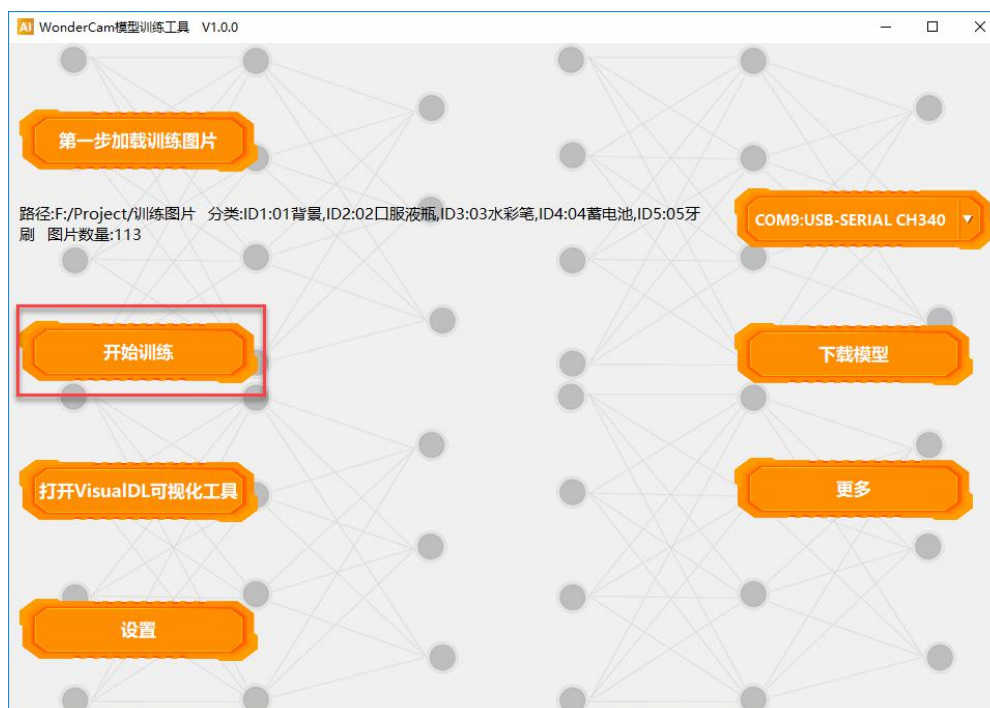 AI WonderCam模型训练工具 V1.0.0
第一步加载训练图片
路径:F:/Project/训练图片 分类:ID1:01背景,ID2:02口服液瓶,ID3:03水彩笔,ID4:04蓄电池,ID5:05牙
刷 图片数量:113
COM9:USB-SERIAL CH340
开始训练
下载模型
打开VisualDL可视化工具
更多
设置